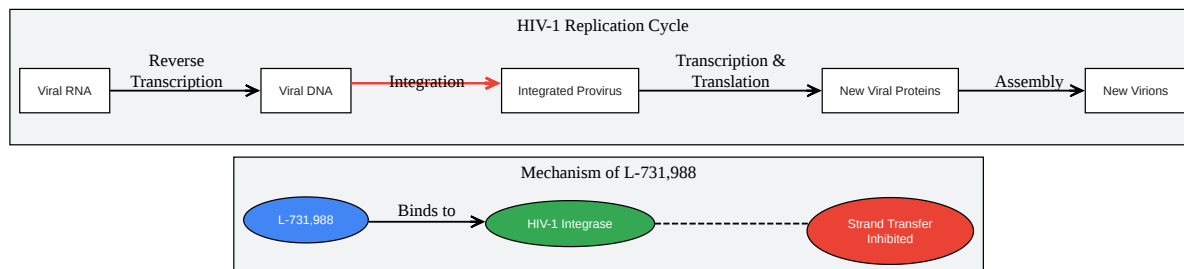 HIV-1 Replication Cycle
Reverse
Transcription
Transcription &
Translation
Viral RNA
Viral DNA
Integration
Integrated Provirus
New Viral Proteins
Assembly
New Virions
Mechanism of L-731,988
L-731,988
Binds to
HIV-1 Integrase
Strand Transfer
Inhibited